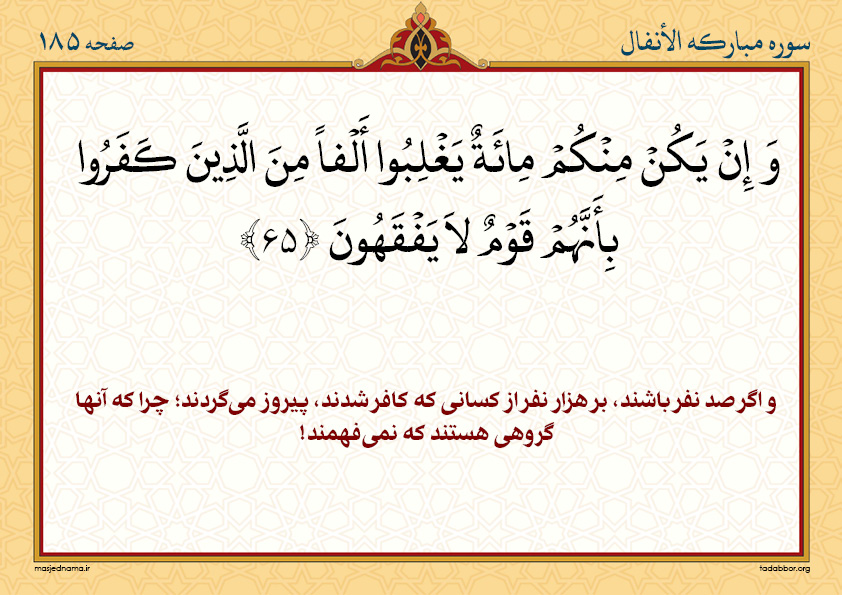 سوره مبارکه الأنفال
صفحه ۱۸۵
وَ إِنْ يَكُنْ مِنْكُمْ مِائَةٌ يَغْلِبُوا أَلْفاً مِنَ الَّذِينَ كَفَرُوا
بِأَنَّهُمْ قَوْمٌ لاَ يَفْقَهُونَ ﴿۶۵﴾
و اگر صد نفر باشند، بر هزار نفر از کسانی که کافر شدند، پیروز می‌گردند؛ چرا که آنها
گروهی هستند که نمی‌فهمند!
masjednama.ir
tadabbor.org